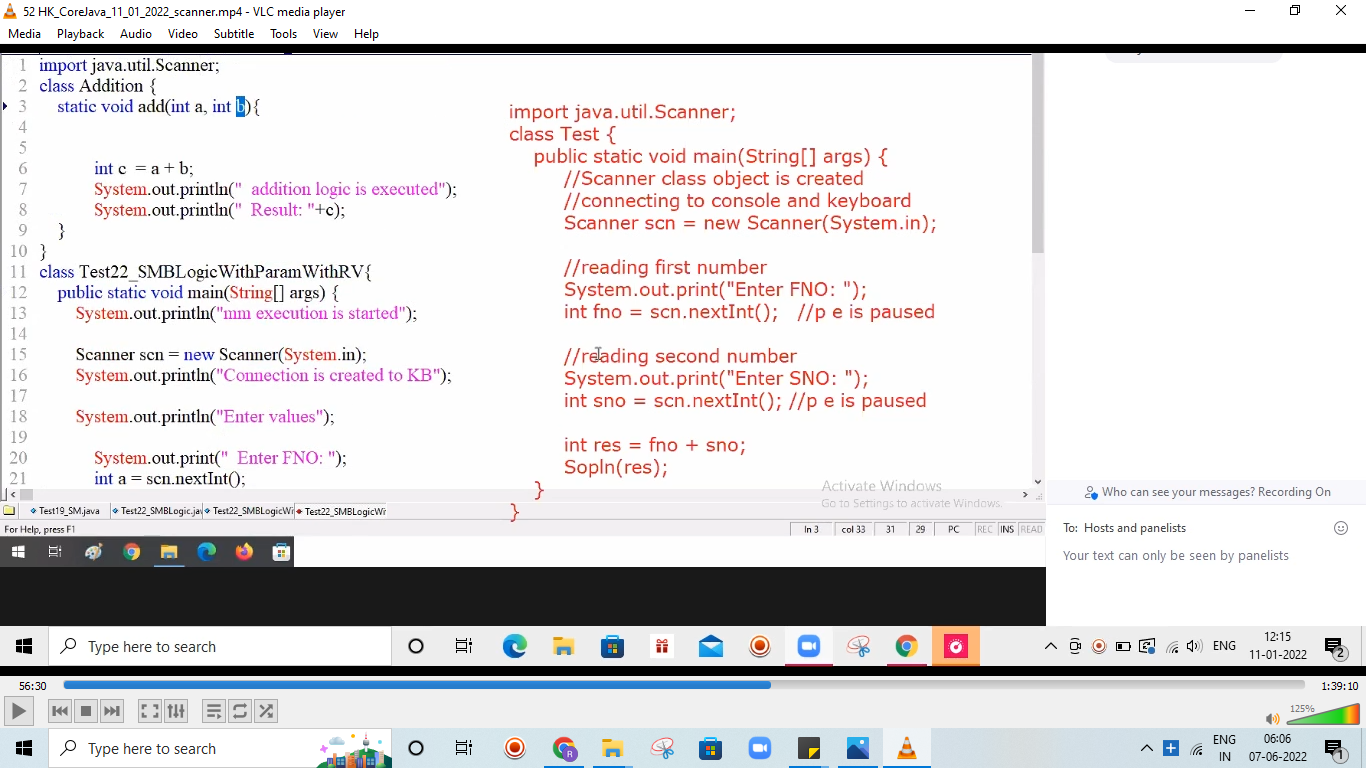 52 HK_CoreJava_11_01_2022_scanner.mp4 - VLC media player
Media Playback Audio Video Subtitle Tools View Help
1 import java.util.Scanner;
2 class Addition {
3 static void add(int a, int b){
4
5
6 int c = a + b;
7 System.out.println(" addition logic is executed");
8 System.out.println(" Result: "+c);
9 }
10 }
11 class Test22_SMBLogicWithParamWithRV{
12 public static void main(String[] args) {
13 System.out.println("mm execution is started");
14
15 Scanner scn = new Scanner(System.in);
16 System.out.println("Connection is created to KB");
17
18 System.out.println("Enter values");
19
20 System.out.print(" Enter FNO: ");
21 int a = scn.nextInt();
import java.util.Scanner;
class Test {
public static void main(String[] args) {
//Scanner class object is created
//connecting to console and keyboard
Scanner scn = new Scanner(System.in);
//reading first number
System.out.print("Enter FNO: ");
int fno = scn.nextInt(); //p e is paused
//reading second number
System.out.print("Enter SNO: ");
int sno = scn.nextInt(); //p e is paused
int res = fno + sno;
Sopln(res);
}
}
Activate Windows
Go to Settings to activate Windows.
Test19_SM.java Test22_SMBLogic.jav Test22_SMBLogicWi Test22_SMBLogicWi
For Help, press F1
ln 3 col 33 31 29 PC REC INS READ
Who can see your messages? Recording On
To: Hosts and panelists
Your text can only be seen by panelists
Type here to search
ENG
12:15
11-01-2022
2
56:30
1:39:10
125%
Type here to search
ENG
IN
06:06
07-06-2022
1